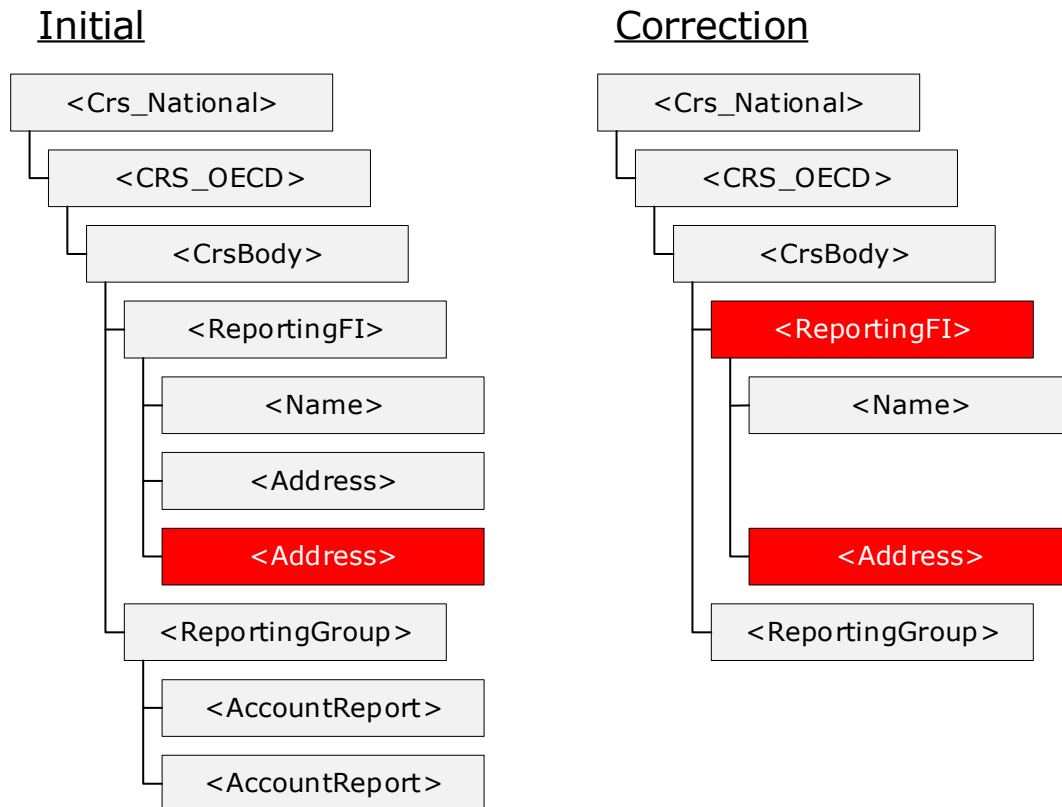 Initial
<Crs_National>
<CRS_OECD>
<CrsBody>
<ReportingFI>
<Name>
<Address>
<Address>
<ReportingGroup>
<AccountReport>
<AccountReport>
Correction
<Crs_National>
<CRS_OECD>
<CrsBody>
<ReportingFI>
<Name>
<Address>
<ReportingGroup>